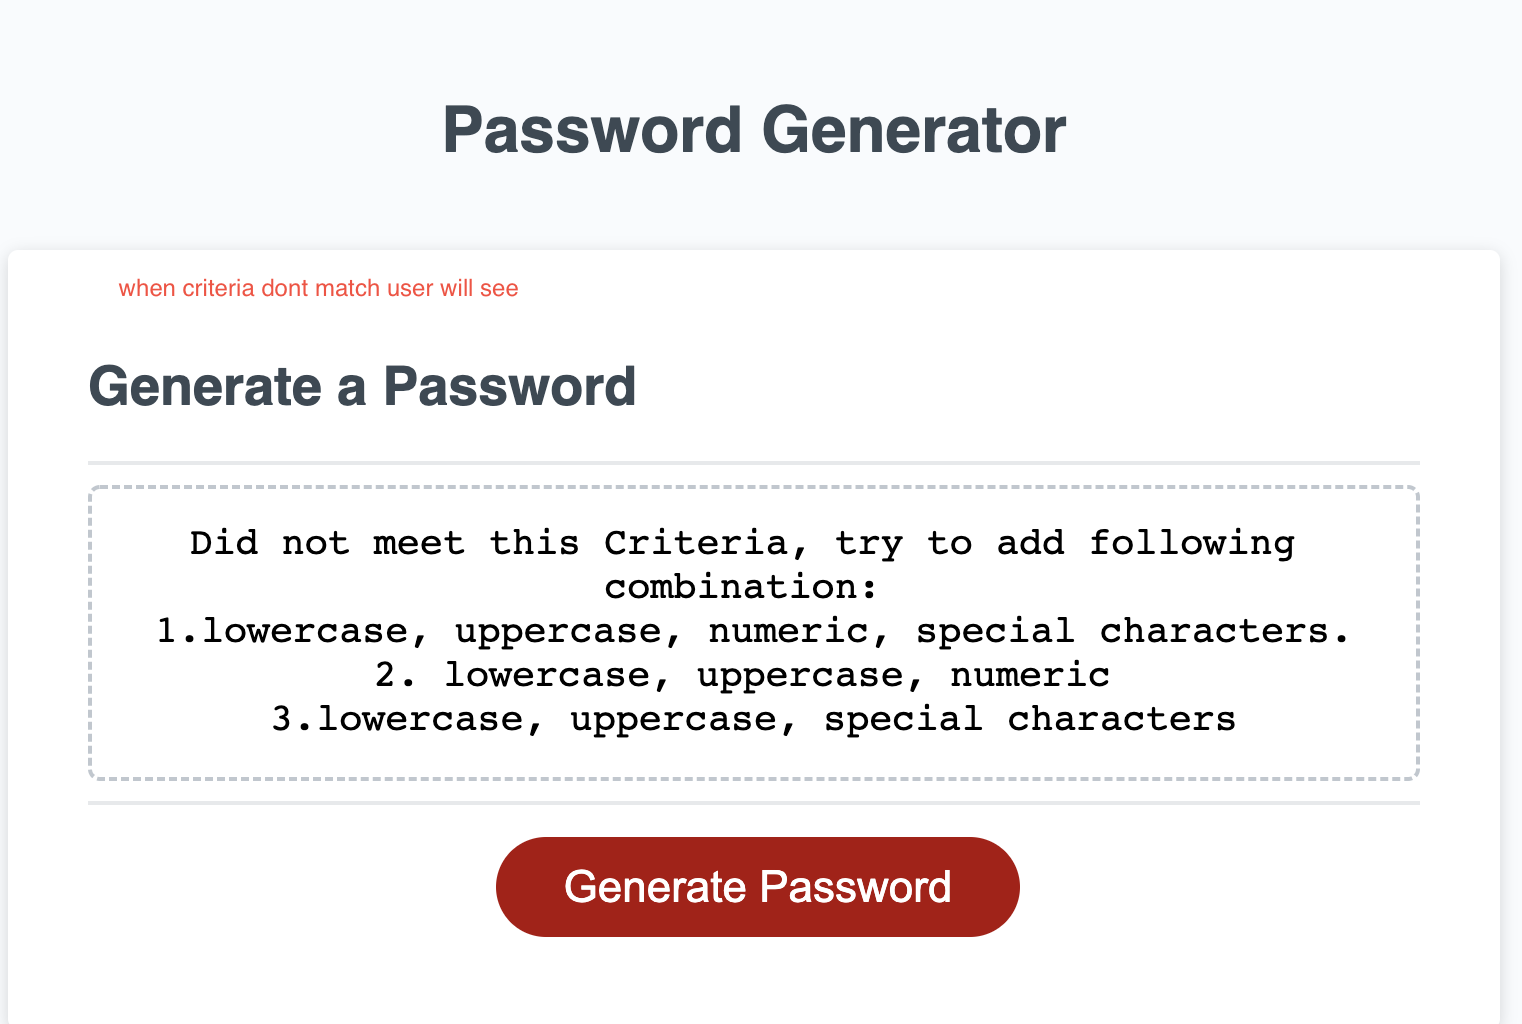 Password Generator
when criteria dont match user will see
Generate a Password
Did not meet this Criteria, try to add following
combination:
1.lowercase, uppercase, numeric, special characters.
2. lowercase, uppercase, numeric
3.lowercase, uppercase, special characters
Generate Password